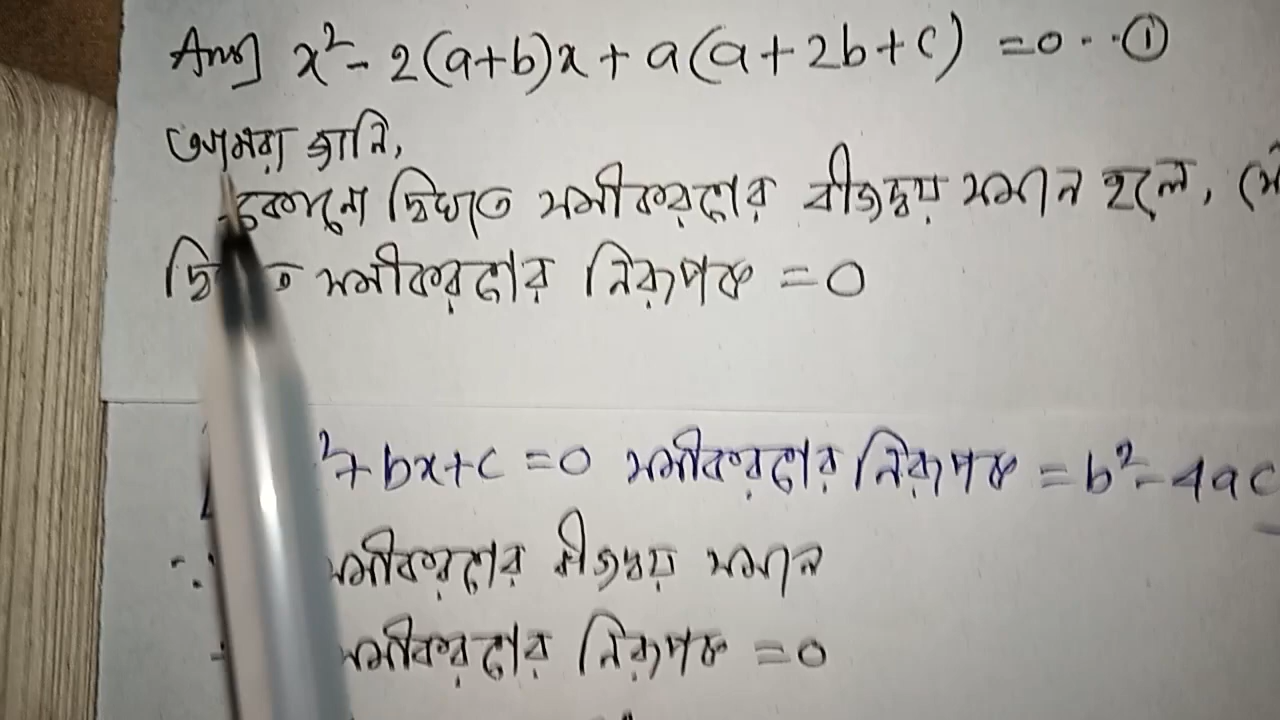 Ans] x² - 2(a+b)x + a(a+2b+c) = 0 ... ①
আমরা জানি,
কোনো দ্বিঘাত সমীকরণের বীজদ্বয় সমান হলে,
সমীকরণের নিরূপক = 0
² + bx + c = 0 সমীকরণের নিরূপক = b² - 4ac
∵ সমীকরণের বীজদ্বয় সমান
সমীকরণের নিরূপক = 0